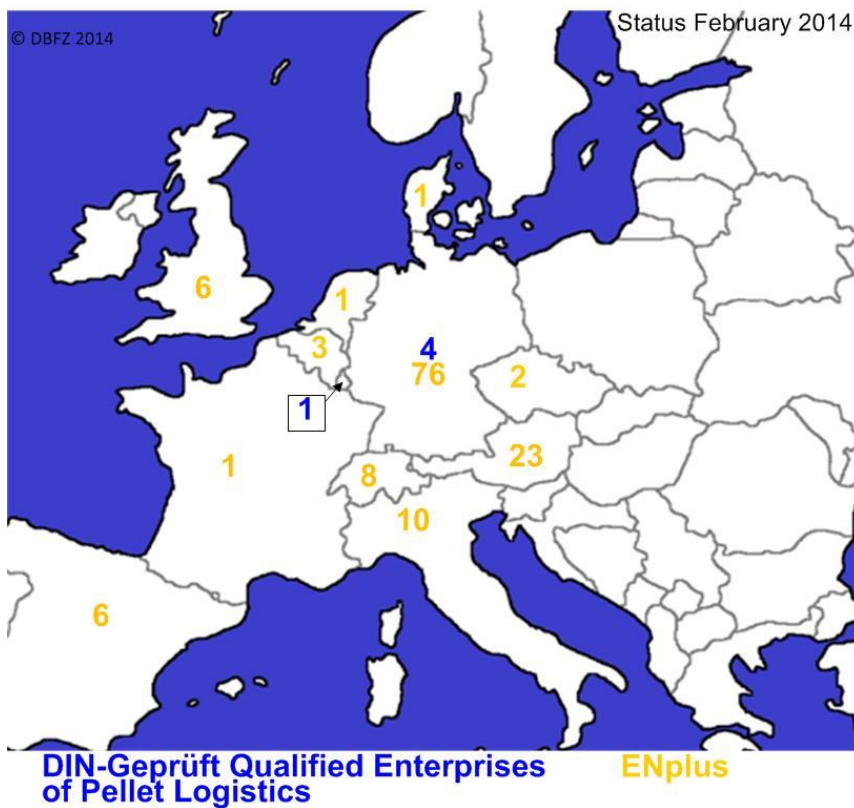 Status February 2014
© DBFZ 2014
1
6
1
3
4
76
2
1
23
1
8
10
6
DIN-Geprüft Qualified Enterprises
of Pellet Logistics
ENplus